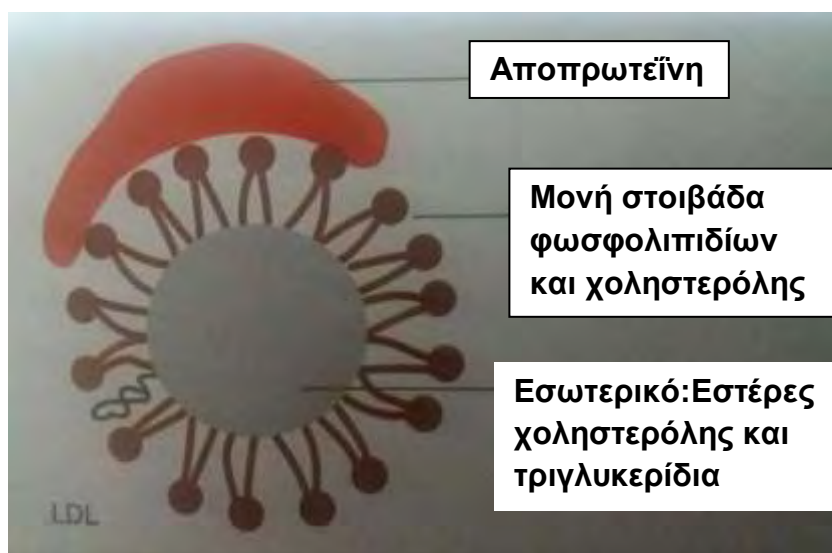 Αποπρωτεΐνη
Μονή στοιβάδα
φωσφολιπιδίων
και χοληστερόλης
Εσωτερικό:Εστέρες
χοληστερόλης και
τριγλυκερίδια
LDL